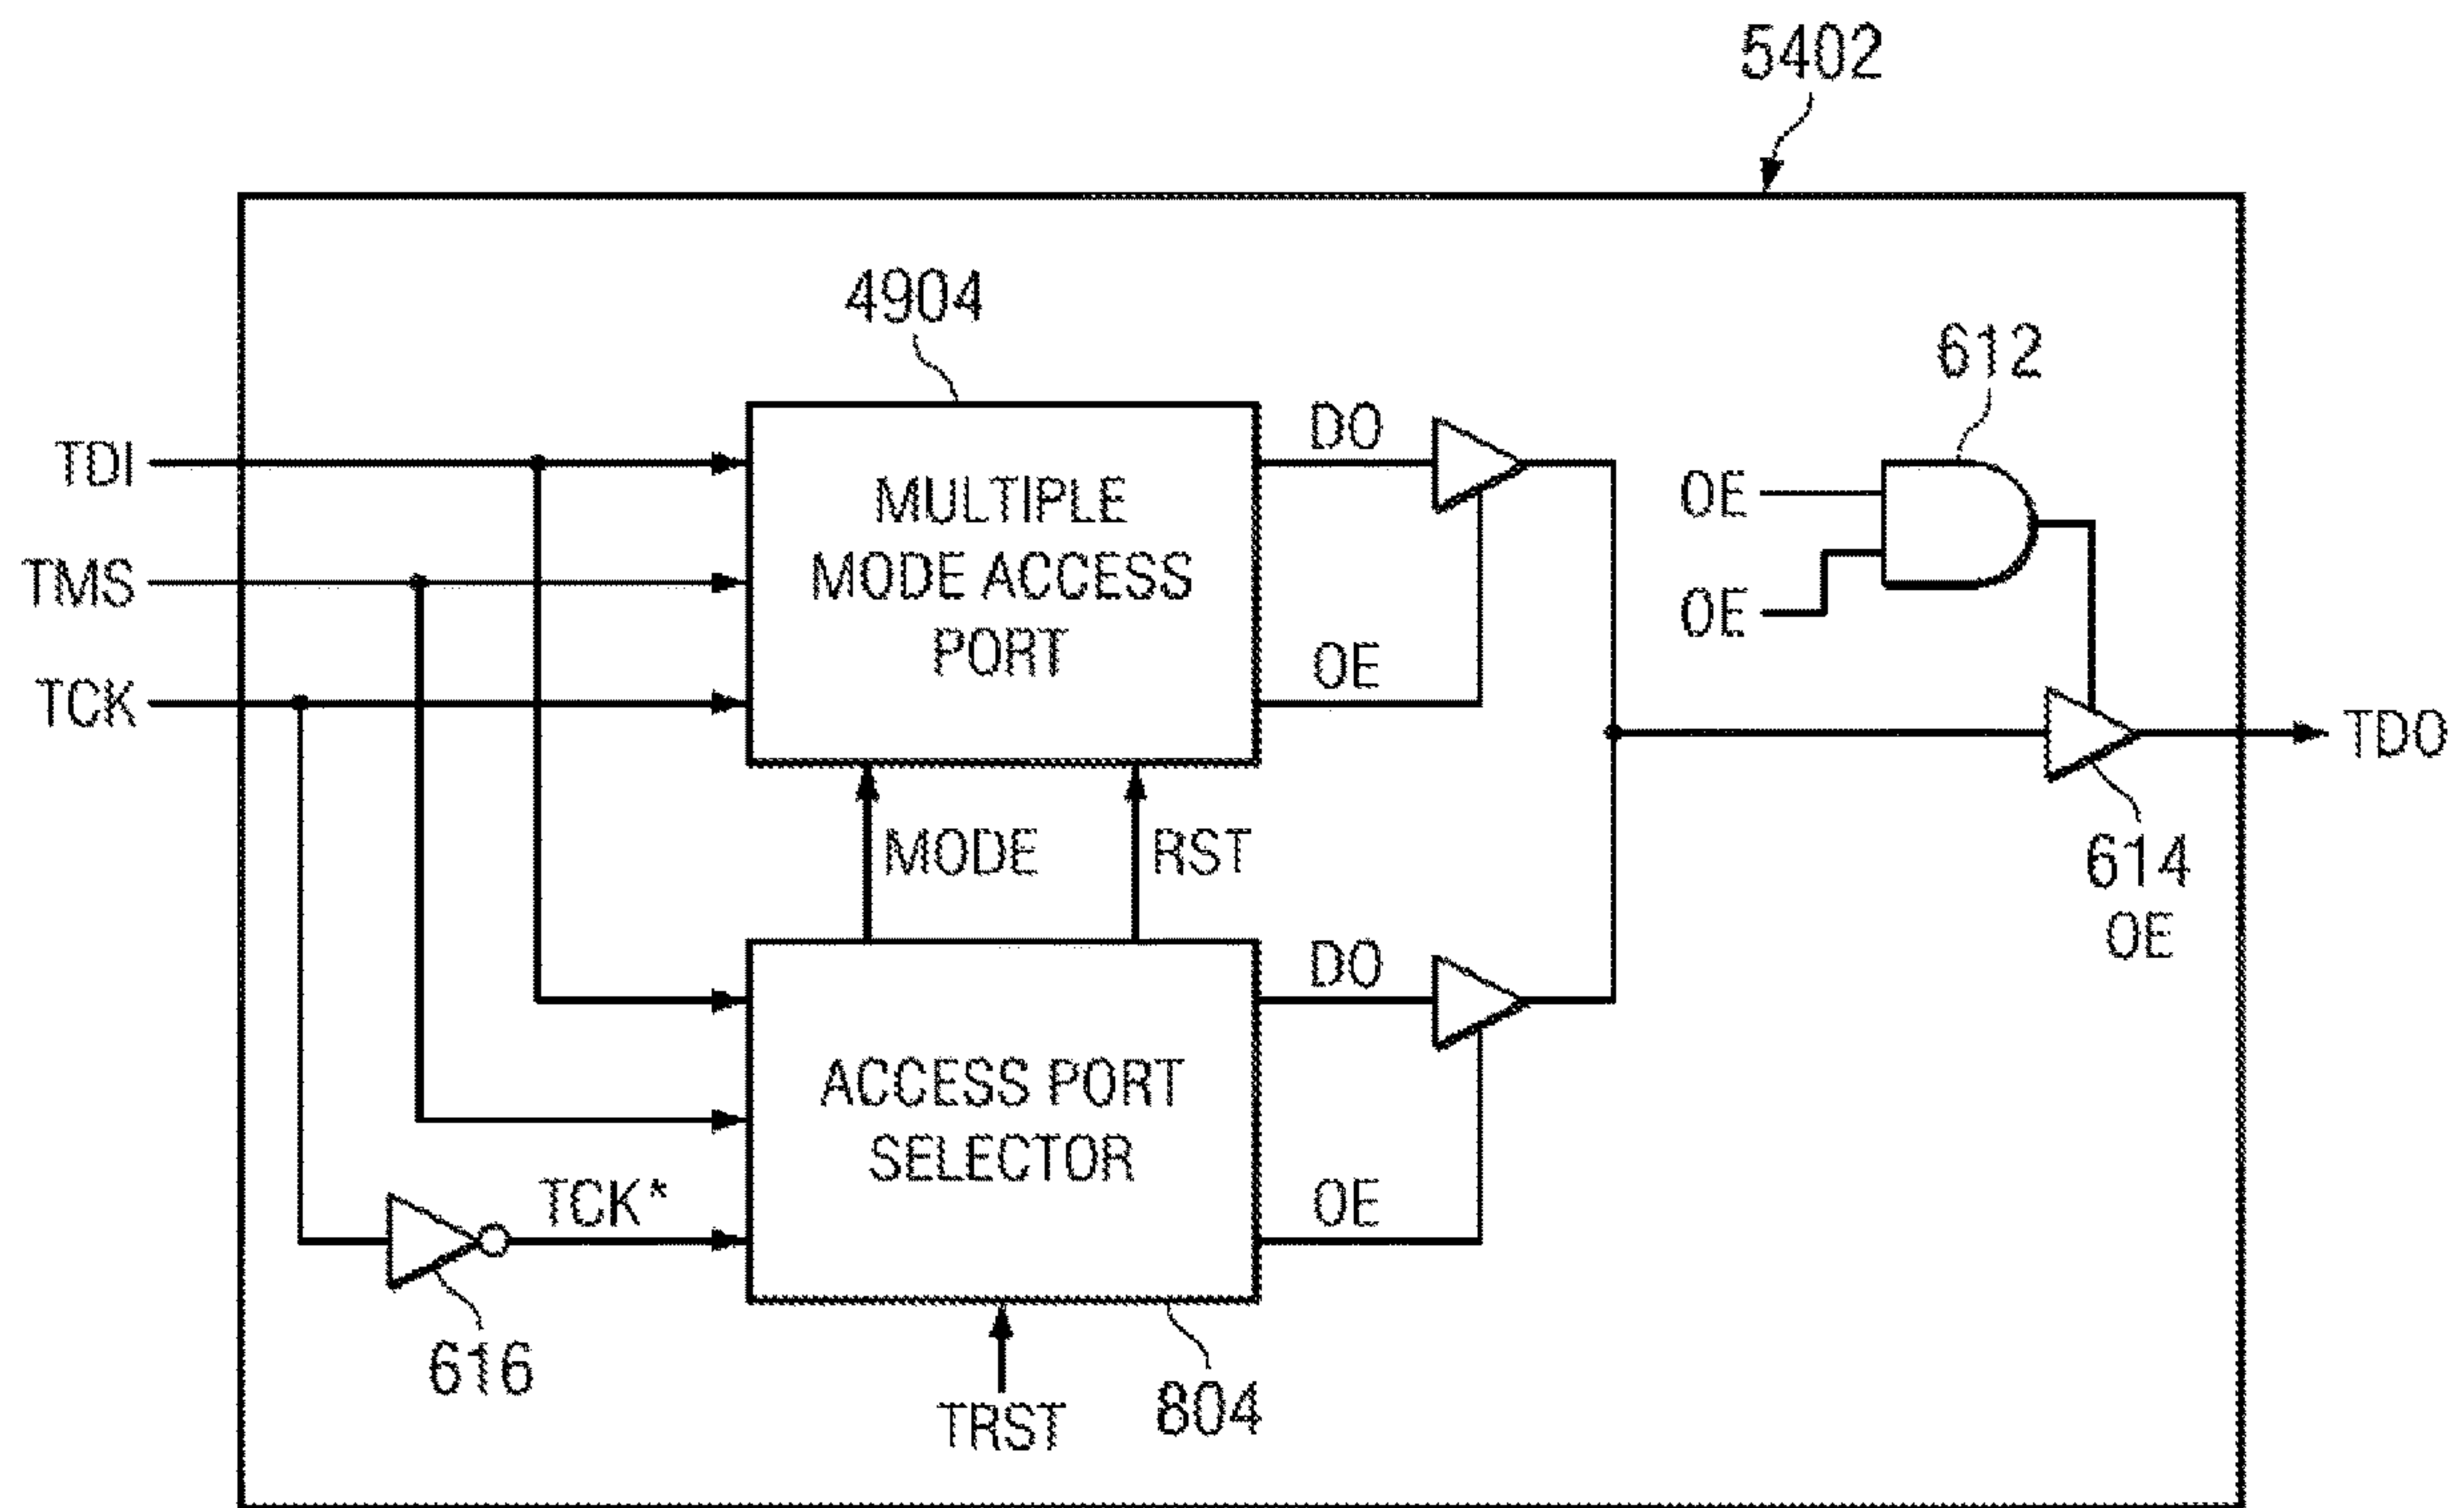 5402
4904
612
TDI
TMS
TCK
MULTIPLE
MODE ACCESS
PORT
DO
OE
OE
OE
TDO
614
OE
MODE
RST
DO
OE
ACCESS PORT
SELECTOR
TCK*
616
TRST
804